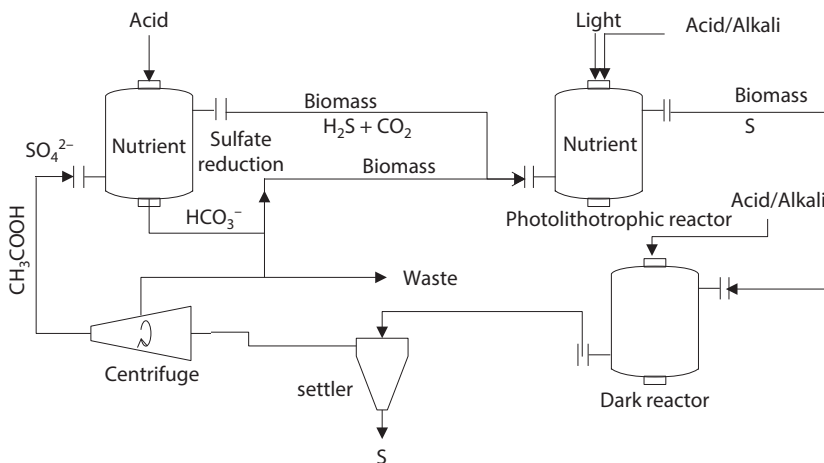 Acid
Light
Acid/Alkali
Biomass
H₂S + CO₂
Biomass
S
Nutrient
Sulfate
reduction
Nutrient
SO₄²⁻
Biomass
HCO₃⁻
Photolithotrophic reactor
Acid/Alkali
CH₃COOH
Waste
Centrifuge
settler
Dark reactor
S